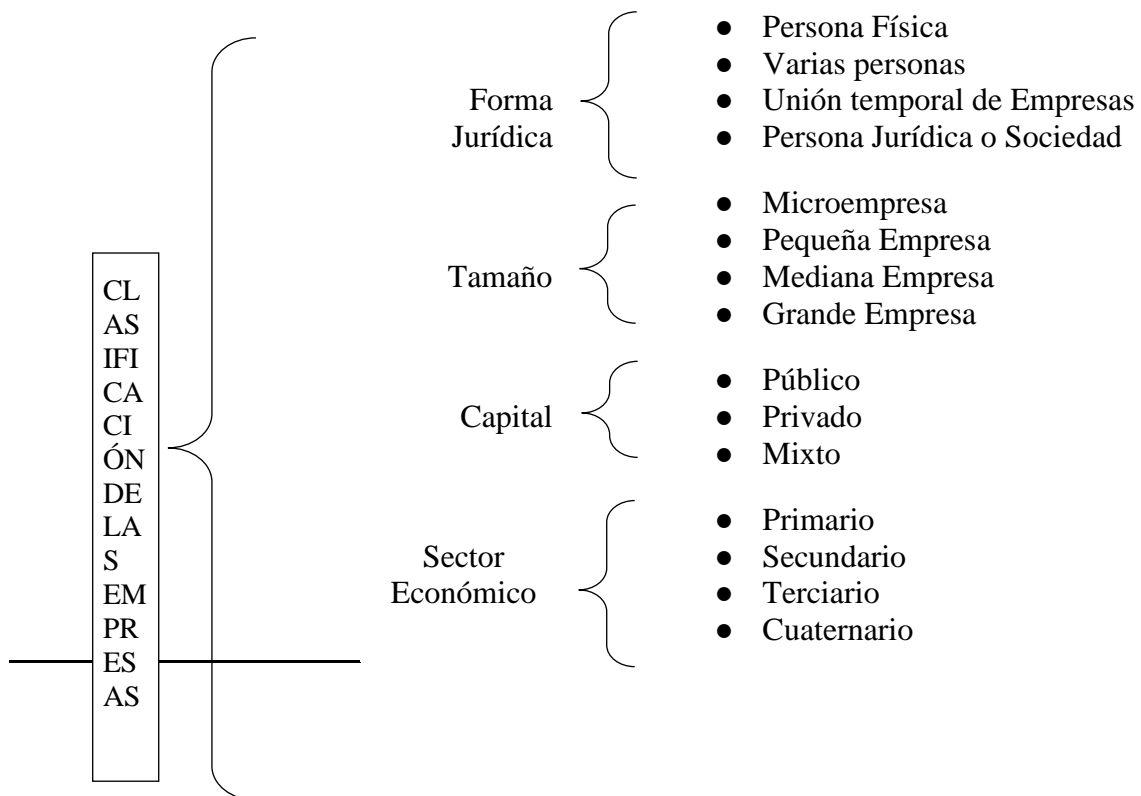 CL
AS
IFI
CA
CI
ÓN
DE
LA
S
EM
PR
ES
AS
Forma
Jurídica
● Persona Física
● Varias personas
● Unión temporal de Empresas
● Persona Jurídica o Sociedad
Tamaño
● Microempresa
● Pequeña Empresa
● Mediana Empresa
● Grande Empresa
Capital
● Público
● Privado
● Mixto
Sector
Económico
● Primario
● Secundario
● Terciario
● Cuaternario